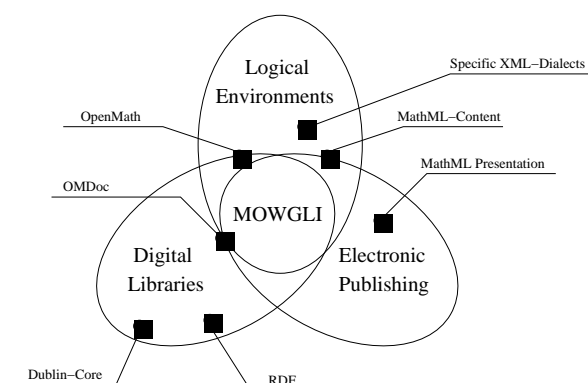 Logical
Environments
Specific XML−Dialects
OpenMath
MathML−Content
MathML Presentation
OMDoc
MOWGLI
Digital
Libraries
Electronic
Publishing
Dublin−Core
RDF